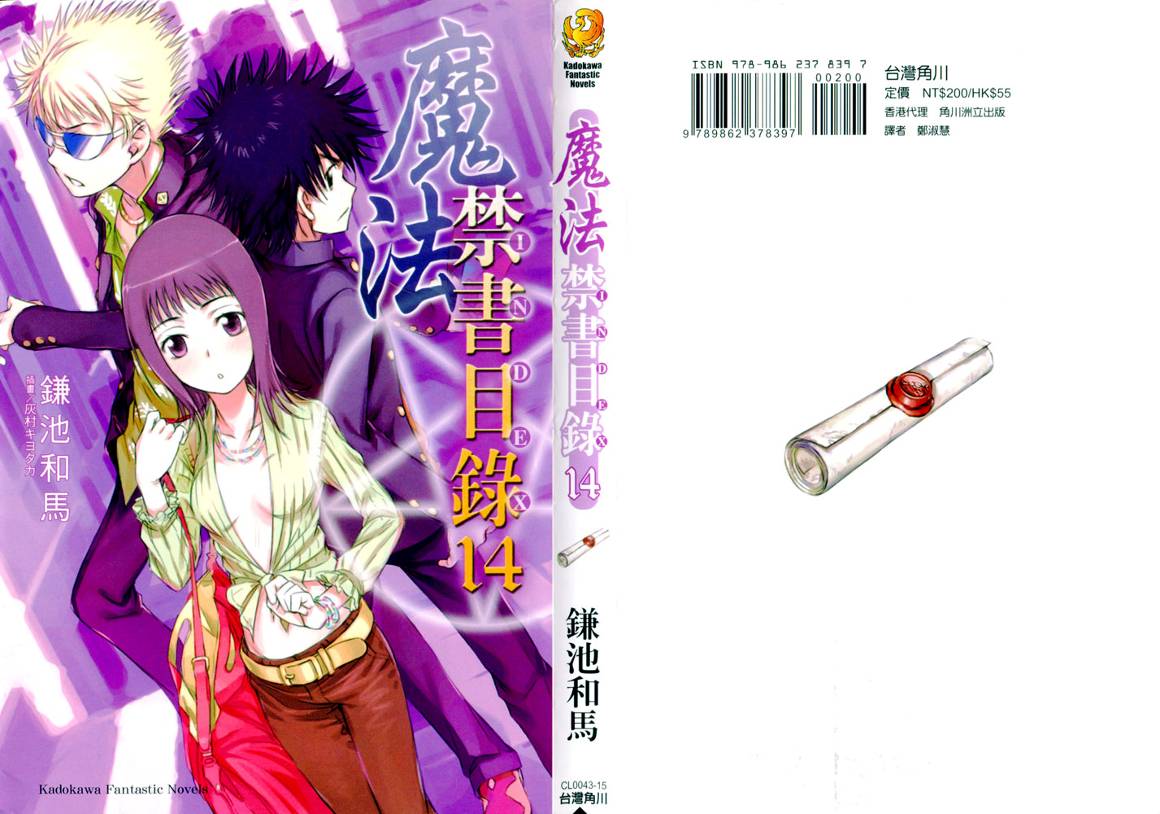 魔法
禁書目錄
INDEX
14
鎌池和馬
插畫／灰村キヨタカ
Kadokawa Fantastic Novels
Kadokawa
Fantastic
Novels
魔法
禁書目錄
INDEX
14
鎌池和馬
CL0043-15
台灣角川
ISBN 978-986 237 839 7
00200
9 789862 378397
台灣角川
定價　NT$200/HK$55
香港代理　角川洲立出版
譯者　鄭淑慧